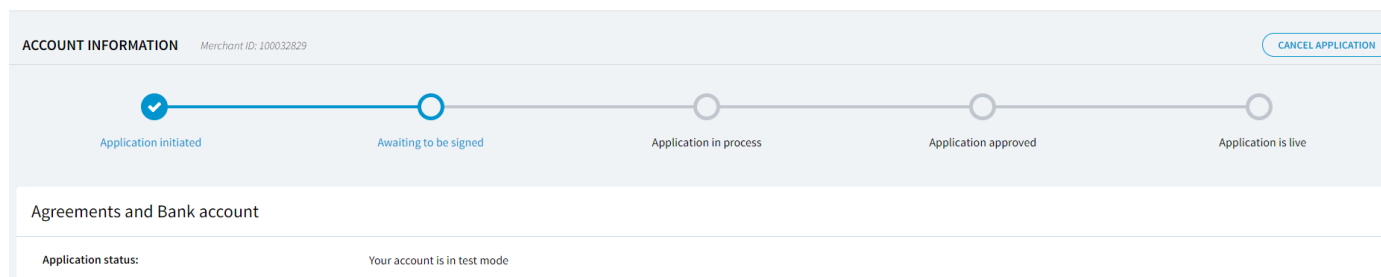 ACCOUNT INFORMATION Merchant ID: 100032829 CANCEL APPLICATION
Application initiated Awaiting to be signed Application in process Application approved Application is live
Agreements and Bank account
Application status: Your account is in test mode